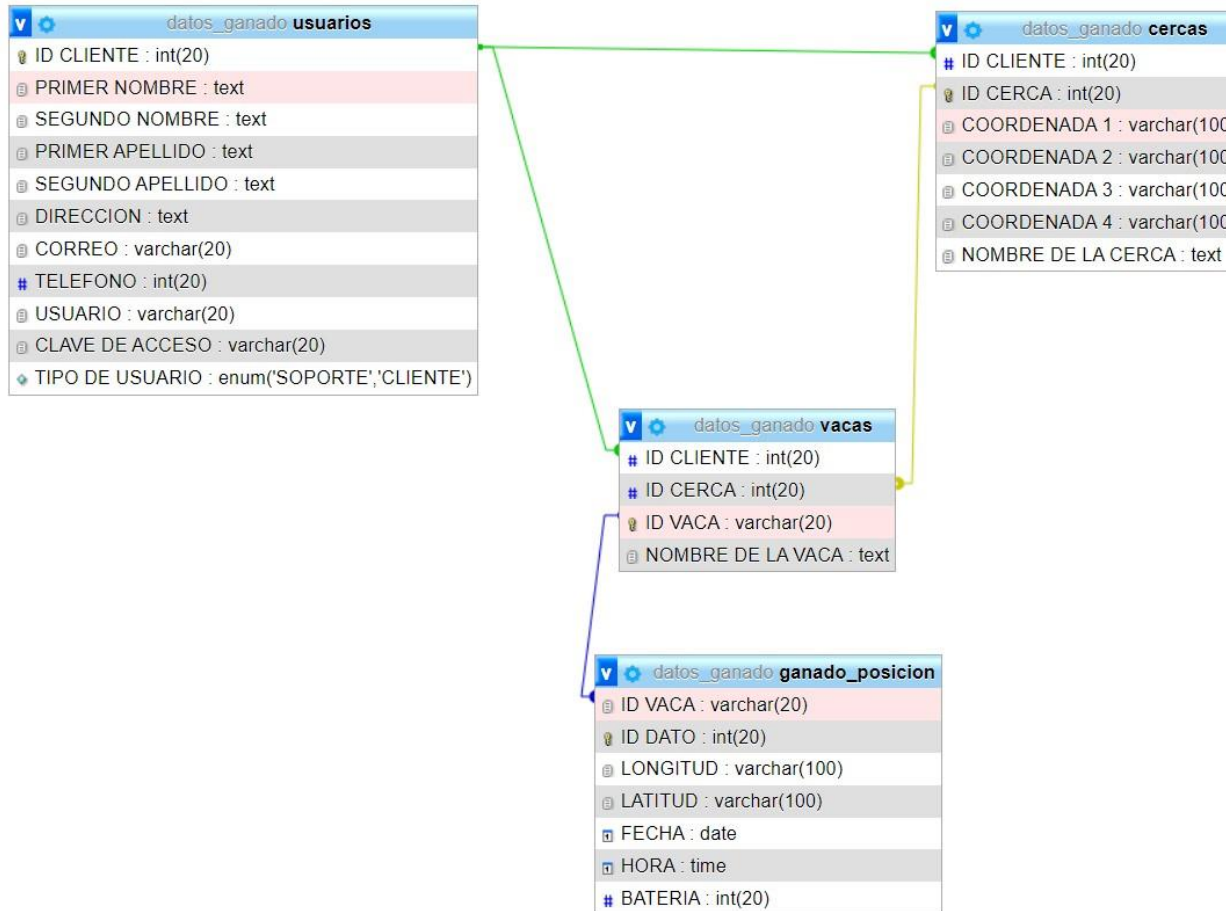 datos_ganado usuarios
ID CLIENTE : int(20)
PRIMER NOMBRE : text
SEGUNDO NOMBRE : text
PRIMER APELLIDO : text
SEGUNDO APELLIDO : text
DIRECCION : text
CORREO : varchar(20)
TELEFONO : int(20)
USUARIO : varchar(20)
CLAVE DE ACCESO : varchar(20)
TIPO DE USUARIO : enum('SOPORTE','CLIENTE')
datos_ganado cercas
ID CLIENTE : int(20)
ID CERCA : int(20)
COORDENADA 1 : varchar(100
COORDENADA 2 : varchar(100
COORDENADA 3 : varchar(100
COORDENADA 4 : varchar(100
NOMBRE DE LA CERCA : text
datos_ganado vacas
ID CLIENTE : int(20)
ID CERCA : int(20)
ID VACA : varchar(20)
NOMBRE DE LA VACA : text
datos_ganado ganado_posicion
ID VACA : varchar(20)
ID DATO : int(20)
LONGITUD : varchar(100)
LATITUD : varchar(100)
FECHA : date
HORA : time
BATERIA : int(20)